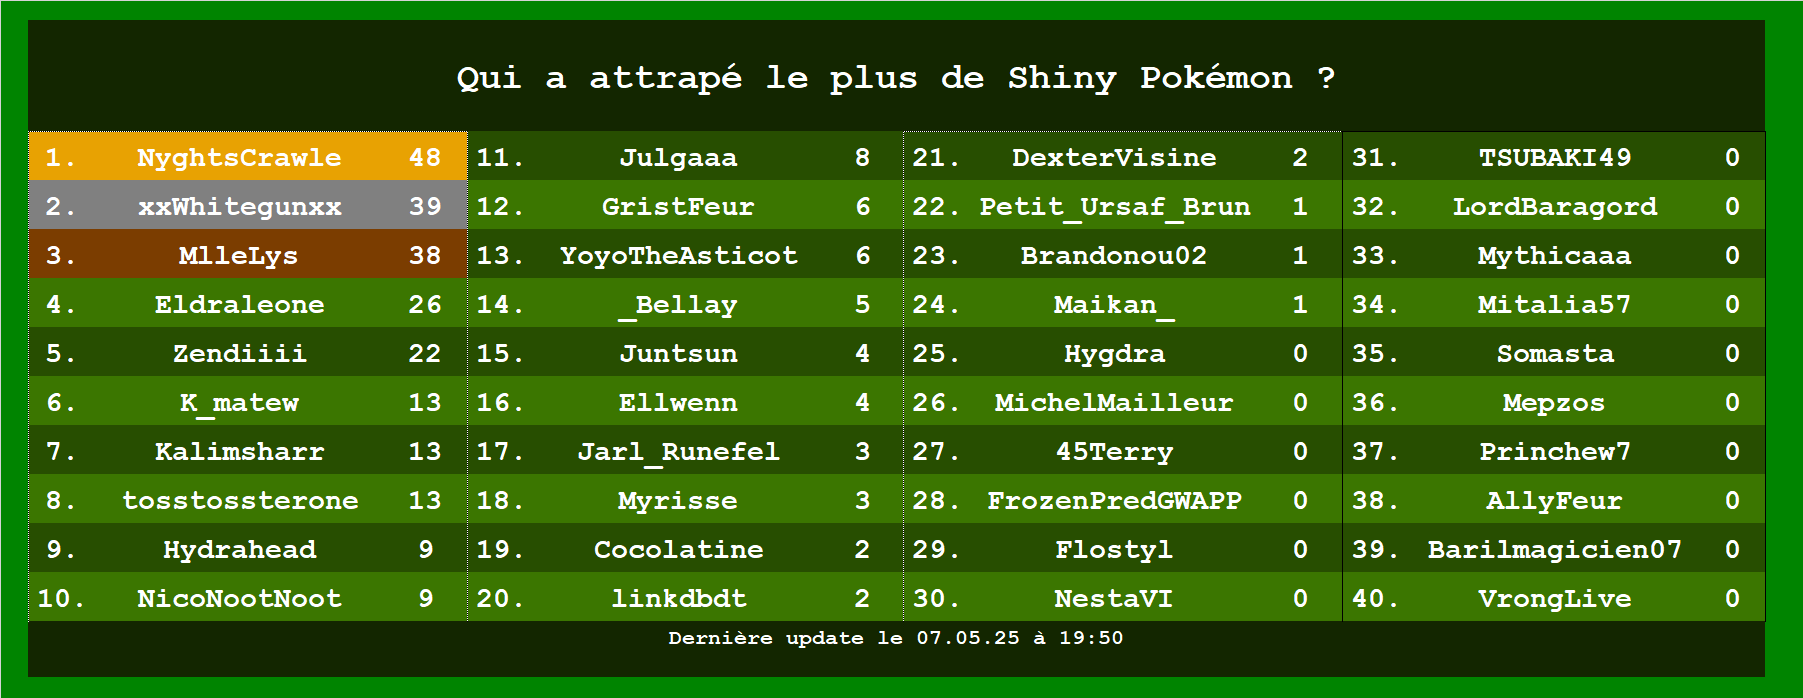 Qui a attrapé le plus de Shiny Pokémon ?
1. NyghtsCrawle 48 11. Julgaaa 8 21. DexterVisine 2 31. TSUBAKI49 0
2. xxWhitegunxx 39 12. GristFeur 6 22. Petit_Ursaf_Brun 1 32. LordBaragord 0
3. MlleLys 38 13. YoyoTheAsticot 6 23. Brandonou02 1 33. Mythicaaa 0
4. Eldraleone 26 14. _Bellay 5 24. Maikan_ 1 34. Mitalia57 0
5. Zendiiii 22 15. Juntsun 4 25. Hygdra 0 35. Somasta 0
6. K_matew 13 16. Ellwenn 4 26. MichelMailleur 0 36. Mepzos 0
7. Kalimsharr 13 17. Jarl_Runefel 3 27. 45Terry 0 37. Princhew7 0
8. tosstossterone 13 18. Myrisse 3 28. FrozenPredGWAPP 0 38. AllyFeur 0
9. Hydrahead 9 19. Cocolatine 2 29. Flostyl 0 39. Barilmagicien07 0
10. NicoNootNoot 9 20. linkdbdt 2 30. NestaVI 0 40. VrongLive 0
Dernière update le 07.05.25 à 19:50